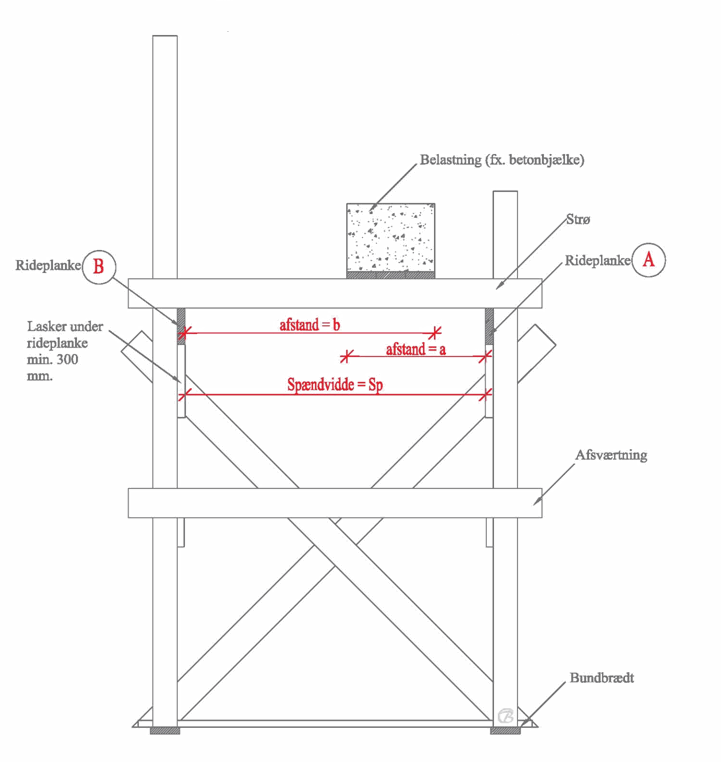 Belastning (fx. betonbjælke)
Strø
Rideplanke B
Rideplanke A
Lasker under
rideplanke
min. 300
mm.
afstand = b
afstand = a
Spændvidde = Sp
Afsværtning
Bundbrædt